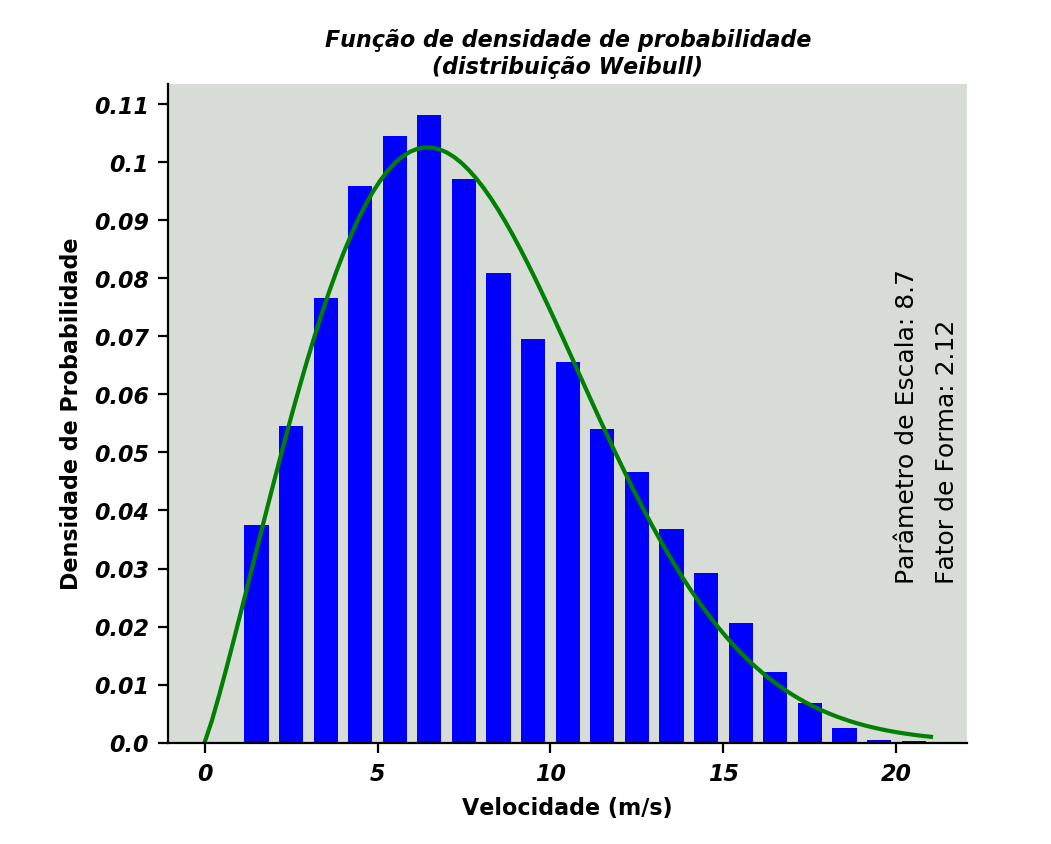 Função de densidade de probabilidade
(distribuição Weibull)
0.11
0.1
0.09
0.08
0.07
0.06
0.05
0.04
0.03
0.02
0.01
0.0
Densidade de Probabilidade
0 5 10 15 20
Velocidade (m/s)
Parâmetro de Escala: 8.7
Fator de Forma: 2.12